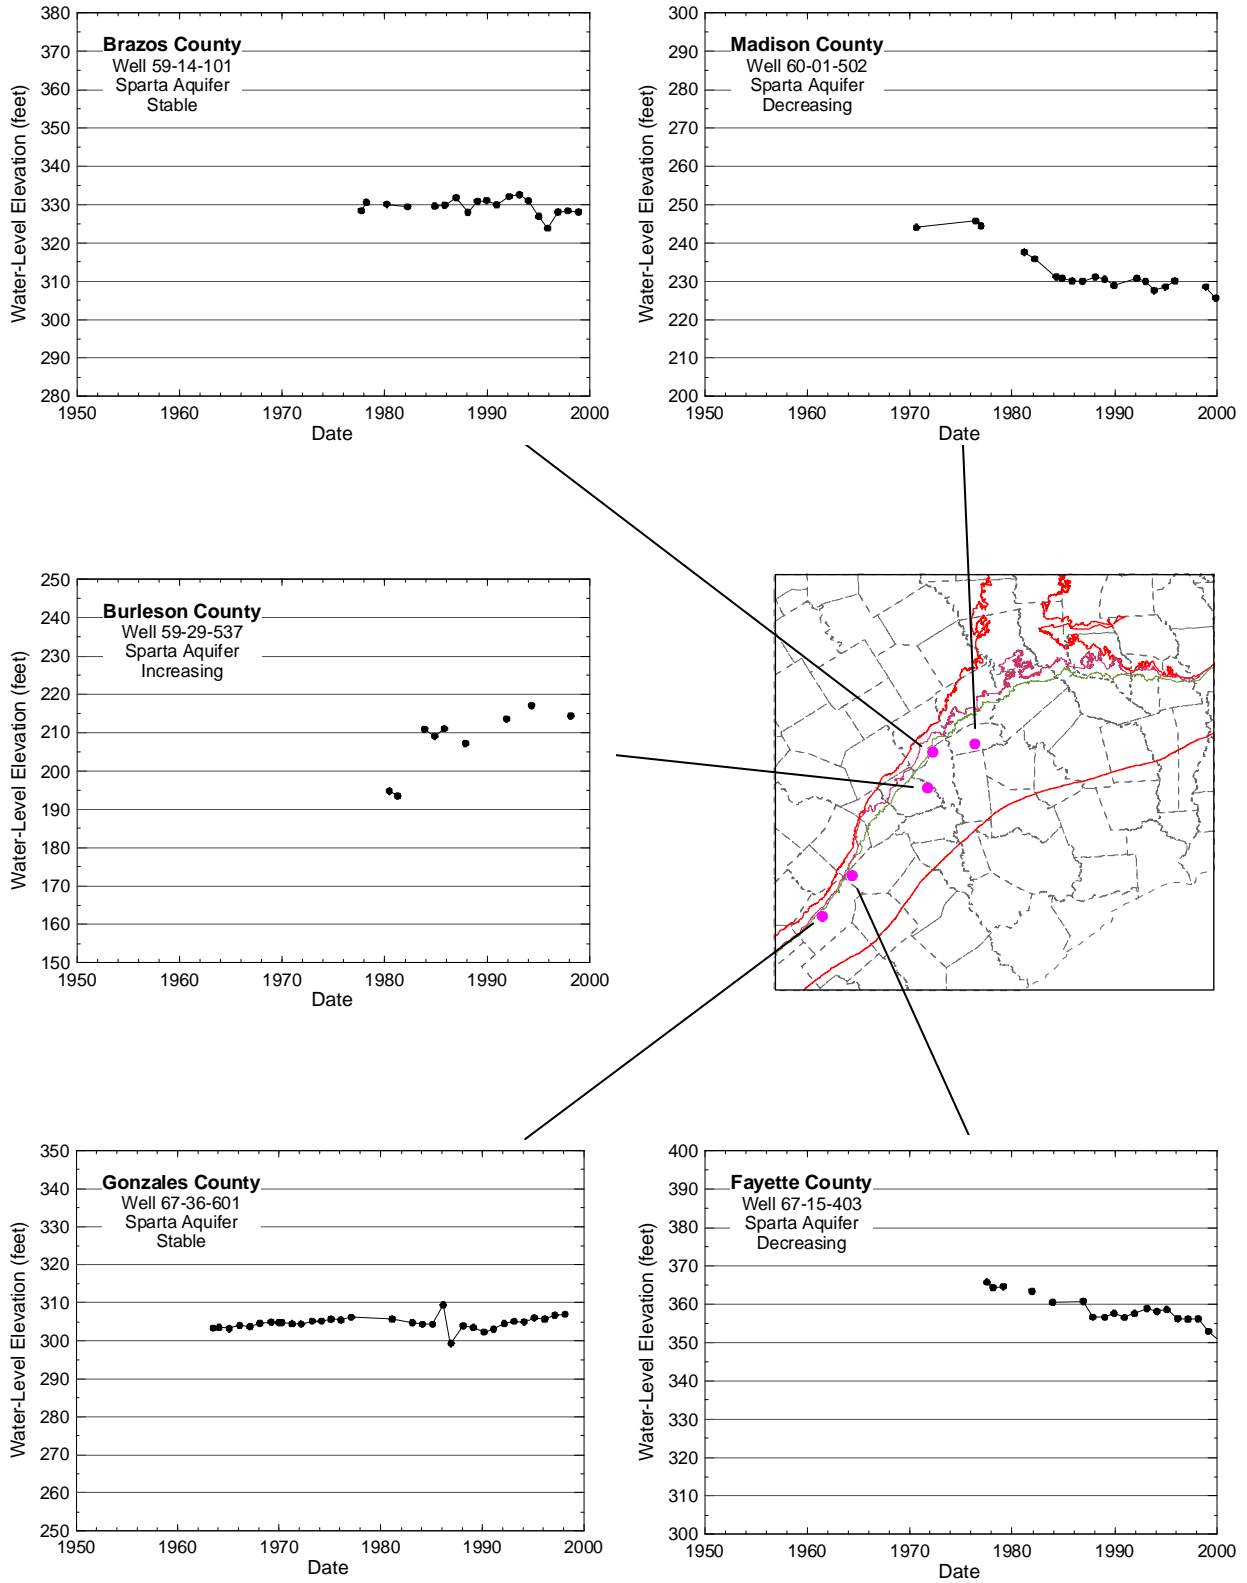 380
370
360
350
340
330
320
310
300
290
280
Water-Level Elevation (feet)
Brazos County
Well 59-14-101
Sparta Aquifer
Stable
1950 1960 1970 1980 1990 2000
Date
300
290
280
270
260
250
240
230
220
210
200
Water-Level Elevation (feet)
Madison County
Well 60-01-502
Sparta Aquifer
Decreasing
1950 1960 1970 1980 1990 2000
Date
250
240
230
220
210
200
190
180
170
160
150
Water-Level Elevation (feet)
Burleson County
Well 59-29-537
Sparta Aquifer
Increasing
1950 1960 1970 1980 1990 2000
Date
350
340
330
320
310
300
290
280
270
260
250
Water-Level Elevation (feet)
Gonzales County
Well 67-36-601
Sparta Aquifer
Stable
1950 1960 1970 1980 1990 2000
Date
400
390
380
370
360
350
340
330
320
310
300
Water-Level Elevation (feet)
Fayette County
Well 67-15-403
Sparta Aquifer
Decreasing
1950 1960 1970 1980 1990 2000
Date